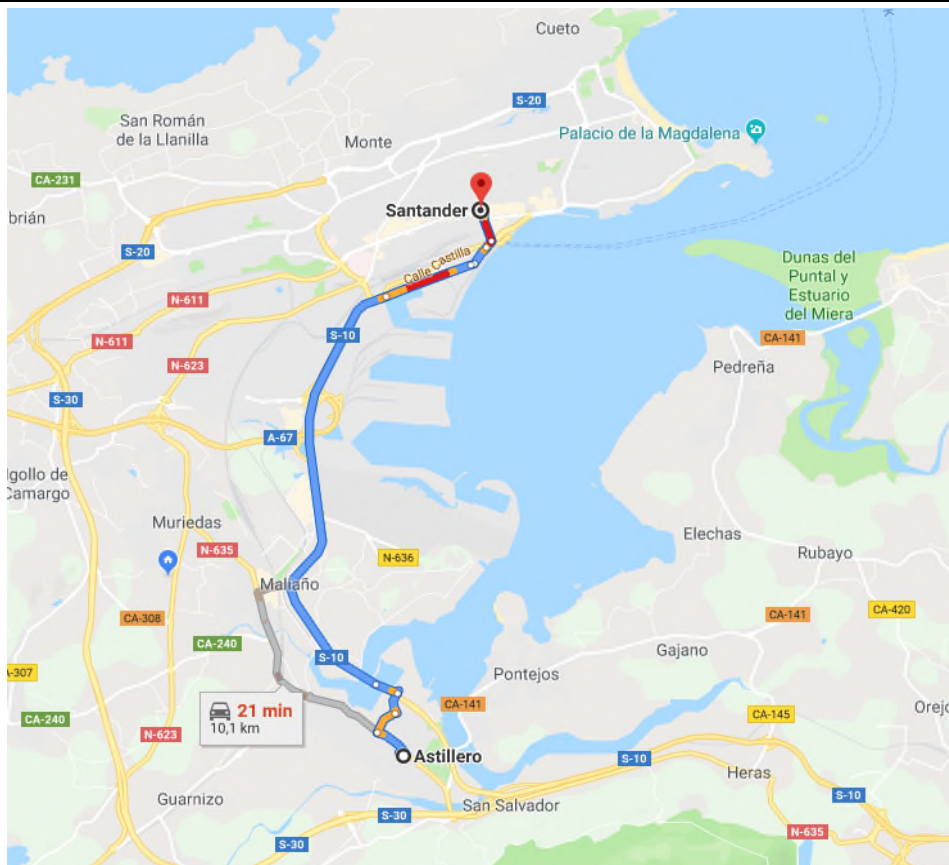 K
Cueto
S-20
San Román
de la Llanilla
Monte
Palacio de la Magdalena
CA-231
Santander
brián
S-20
Calle Castilla
Dunas del
Puntal y
Estuario
del Miera
N-611
S-10
N-611
CA-141
N-623
Pedreña
S-30
A-67
lgollo de
Camargo
Muriedas
Elechas
N-635
N-636
Rubayo
Maliaño
CA-308
CA-141
CA-420
CA-240
Gajano
S-10
A-307
Pontejos
CA-141
21 min
10,1 km
CA-240
CA-145
Orejo
N-623
Astillero
S-10
Heras
Guarnizo
San Salvador
S-10
S-30
N-635
S-30